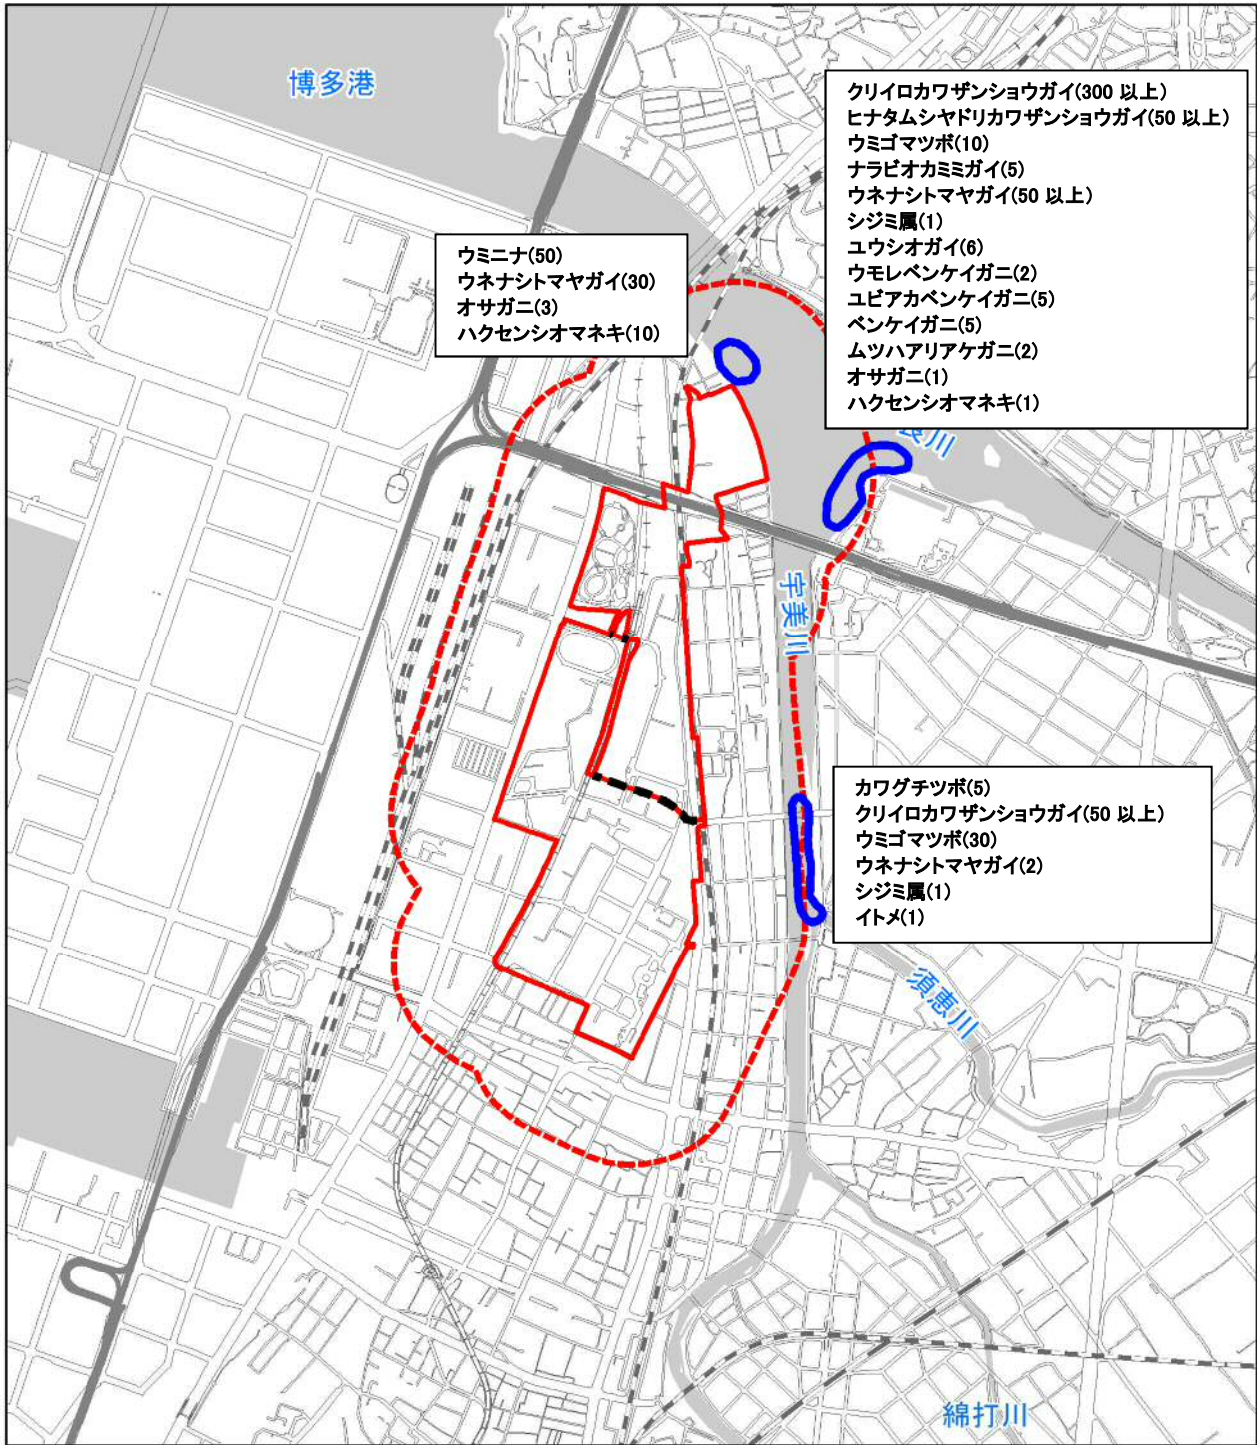 博多港
クリイロカワザンショウガイ(300 以上)
ヒナタムシヤドリカワザンショウガイ(50 以上)
ウミゴマツボ(10)
ナラビオカミミガイ(5)
ウネナシトマヤガイ(50 以上)
シジミ属(1)
ユウシオガイ(6)
ウモレベンケイガニ(2)
ユビアカベンケイガニ(5)
ベンケイガニ(5)
ムツハアリアケガニ(2)
オサガニ(1)
ハクセンシオマネキ(1)
ウミニナ(50)
ウネナシトマヤガイ(30)
オサガニ(3)
ハクセンシオマネキ(10)
良川
宇美川
カワグチツボ(5)
クリイロカワザンショウガイ(50 以上)
ウミゴマツボ(30)
ウネナシトマヤガイ(2)
シジミ属(1)
イトメ(1)
須恵川
綿打川